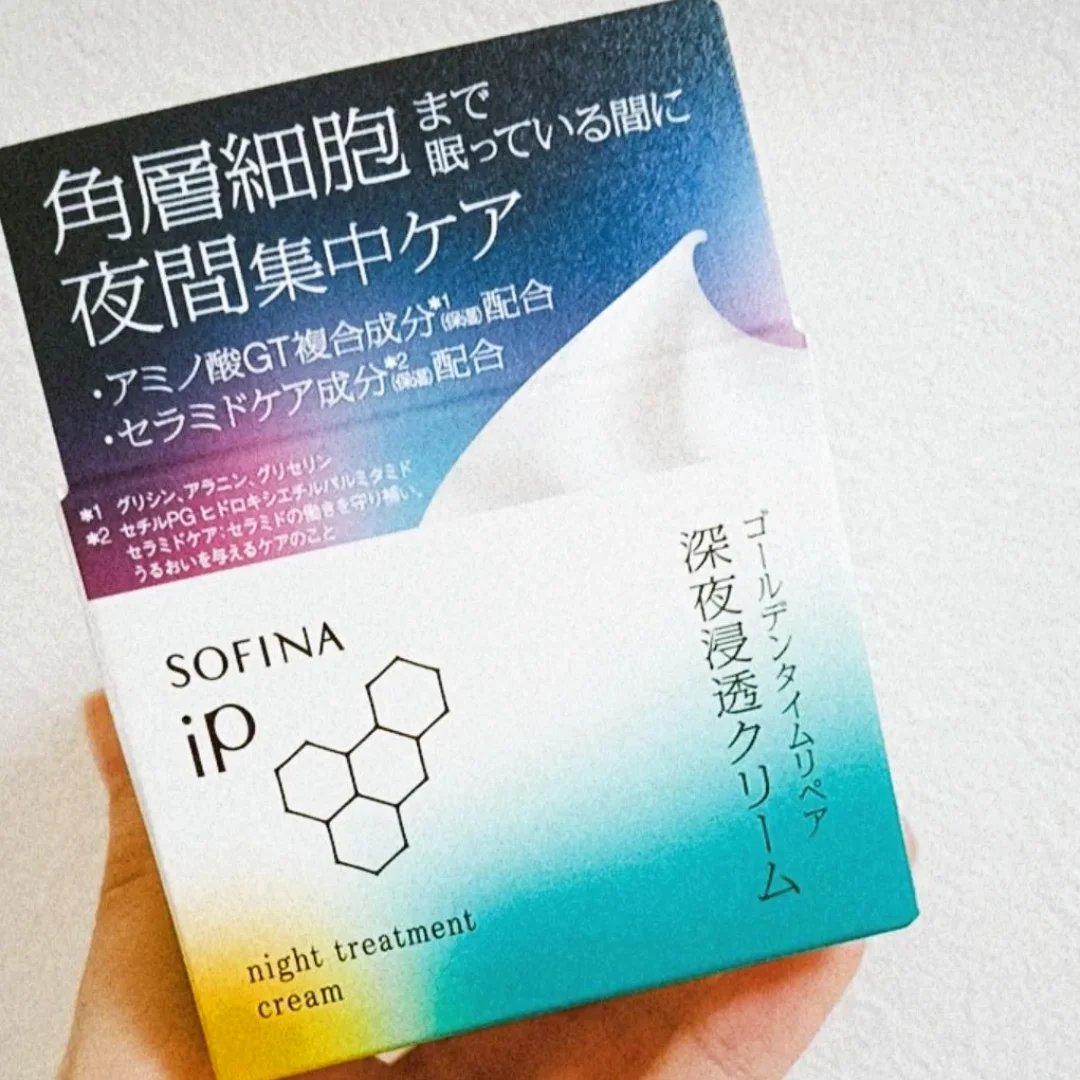 角層細胞まで
眠っている間に
夜間集中ケア
・アミノ酸GT複合成分*1(保湿)配合
・セラミドケア成分*2(保湿)配合
*1 グリシン、アラニン、グリセリン
*2 セチルPG ヒドロキシエチルパルミタミド
セラミドケア:セラミドの働きを守り補い、
うるおいを与えるケアのこと
SOFINA
iP
ゴールデンタイムリペア
深夜浸透クリーム
night treatment
cream